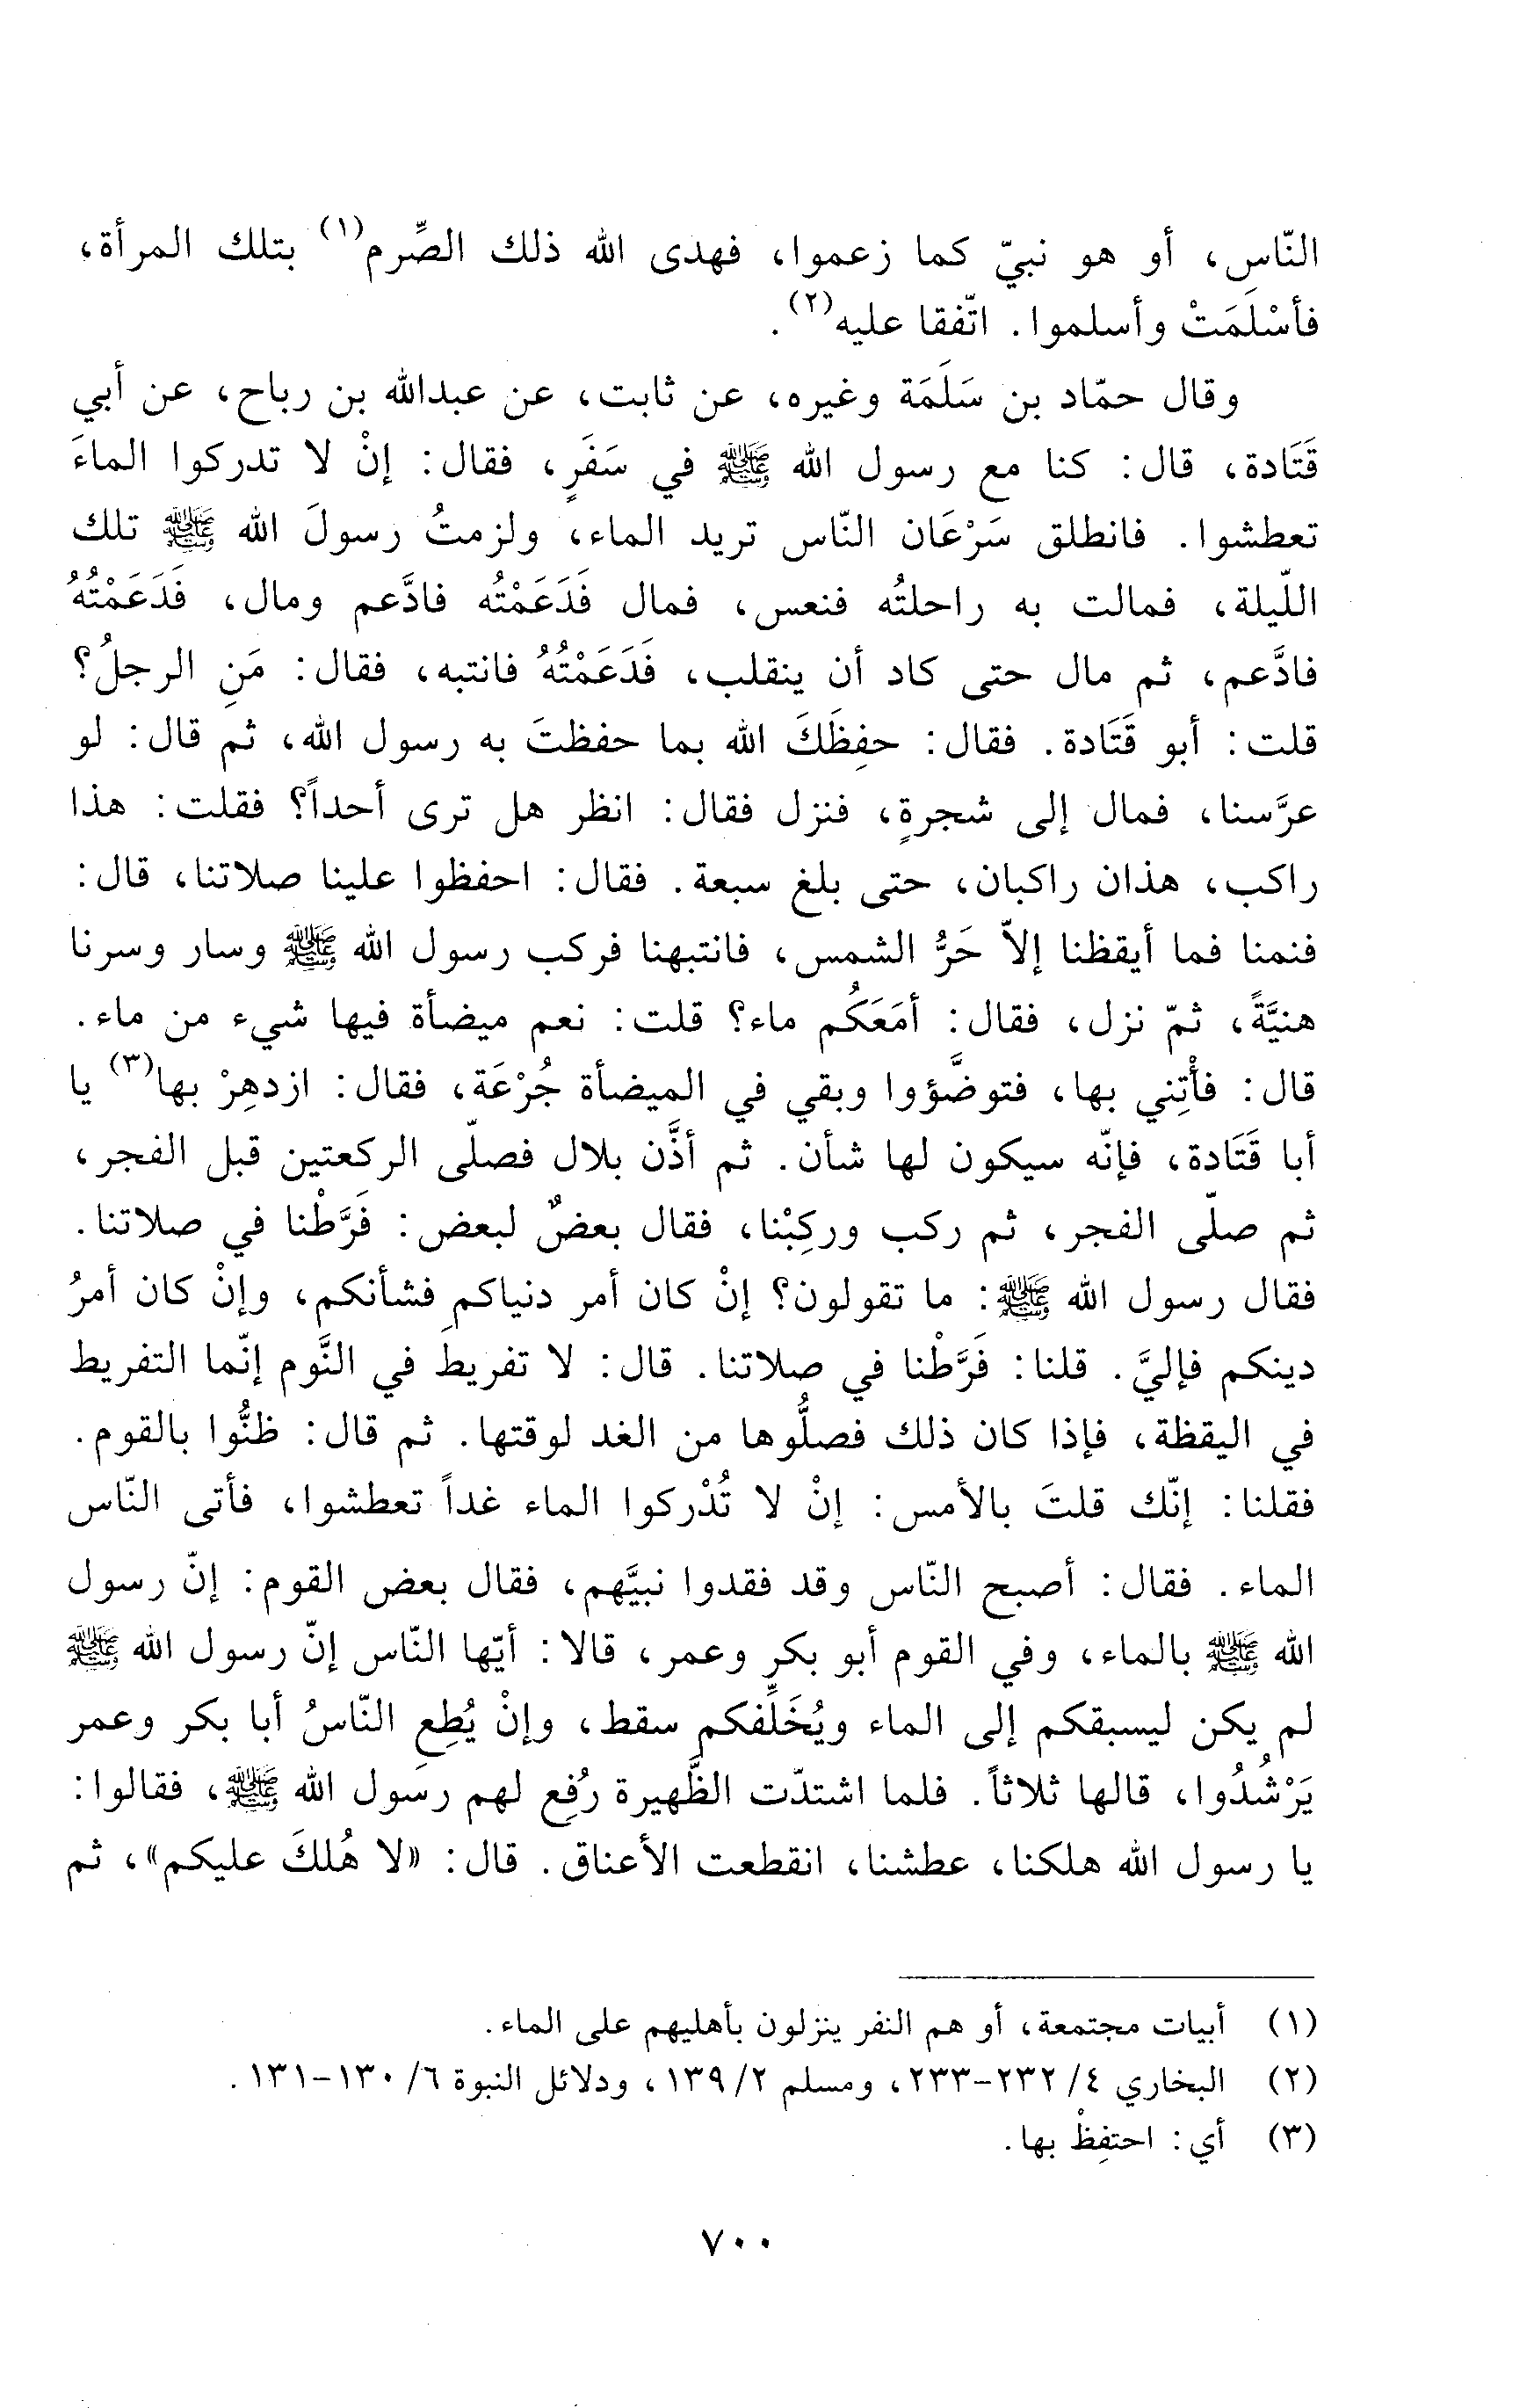 النّاسِ، أو هو نبيّ كما زعموا، فهدى الله ذلك الصِّرم(١) بتلك المرأة،
فأسْلَمَتْ وأسلموا. اتّفقا عليه(٢).
وقال حمّاد بن سَلَمَة وغيره، عن ثابت، عن عبدالله بن رباح، عن أبي
قَتَادة، قال: كنا مع رسول الله ﷺ في سَفَرٍ، فقال: إنْ لا تدركوا الماءَ
تعطشوا. فانطلق سَرْعَان النّاس تريد الماء، ولزمتُ رسولَ الله ﷺ تلك
اللّيلة، فمالت به راحلتُه فنعس، فمال فَدَعَمْتُه فادَّعم ومال، فَدَعَمْتُهُ
فادَّعم، ثم مال حتى كاد أن ينقلب، فَدَعَمْتُهُ فانتبه، فقال: مَنِ الرجلُ؟
قلت: أبو قَتَادة. فقال: حفِظَكَ الله بما حفظتَ به رسول الله، ثم قال: لو
عرَّسنا، فمال إلى شجرةٍ، فنزل فقال: انظر هل ترى أحداً؟ فقلت: هذا
راكب، هذان راكبان، حتى بلغ سبعة. فقال: احفظوا علينا صلاتنا، قال:
فنمنا فما أيقظنا إلاّ حَرُّ الشمس، فانتبهنا فركب رسول الله ﷺ وسار وسرنا
هنيَّةً، ثمّ نزل، فقال: أمَعَكُم ماء؟ قلت: نعم ميضأة فيها شيء من ماء.
قال: فأْتِني بها، فتوضَّؤوا وبقي في الميضأة جُرْعَة، فقال: ازدهِرْ بها(٣) يا
أبا قَتَادة، فإنّه سيكون لها شأن. ثم أذَّن بلال فصلّى الركعتين قبل الفجر،
ثم صلّى الفجر، ثم ركب وركِبْنا، فقال بعضٌ لبعض: فَرَّطْنا في صلاتنا.
فقال رسول الله ﷺ: ما تقولون؟ إنْ كان أمر دنياكم فشأنكم، وإنْ كان أمرُ
دينكم فإليَّ. قلنا: فَرَّطْنا في صلاتنا. قال: لا تفريطَ في النَّوم إنّما التفريط
في اليقظة، فإذا كان ذلك فصلُّوها من الغد لوقتها. ثم قال: ظنُّوا بالقوم.
فقلنا: إنّك قلتَ بالأمس: إنْ لا تُدْركوا الماء غداً تعطشوا، فأتى النّاس
الماء. فقال: أصبح النّاس وقد فقدوا نبيَّهم، فقال بعض القوم: إنّ رسول
الله ﷺ بالماء، وفي القوم أبو بكرٍ وعمر، قالا: أيّها النّاس إنّ رسول الله ﷺ
لم يكن ليسبقكم إلى الماء ويُخَلِّفكم سقط، وإنْ يُطِعِ النّاسُ أبا بكر وعمر
يَرْشُدُوا، قالها ثلاثاً. فلما اشتدّت الظَّهيرة رُفِع لهم رسول الله ﷺ، فقالوا:
يا رسول الله هلكنا، عطشنا، انقطعت الأعناق. قال: «لا هُلكَ عليكم»، ثم
(١) أبيات مجتمعة، أو هم النفر ينزلون بأهليهم على الماء.
(٢) البخاري ٤/ ٢٣٢-٢٣٣، ومسلم ٢/ ١٣٩، ودلائل النبوة ٦/ ١٣٠-١٣١.
(٣) أي: احتفِظْ بها.
٧٠٠